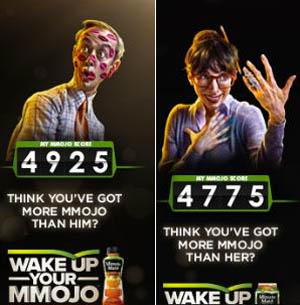 MY MMOJO SCORE
4925
THINK YOU'VE GOT
MORE MMOJO
THAN HIM?
WAKE UP
YOUR
MMOJO
Minute
Maid
MY MMOJO SCORE
4775
THINK YOU'VE GOT
MORE MMOJO
THAN HER?
WAKE UP
Minute
Maid